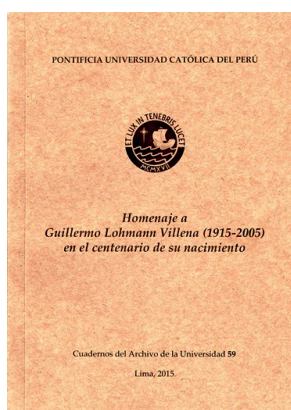 PONTIFICIA UNIVERSIDAD CATÓLICA DEL PERÚ
ET LUX IN TENEBRIS LUCET
MCMXVII
Homenaje a
Guillermo Lohmann Villena (1915-2005)
en el centenario de su nacimiento
Cuadernos del Archivo de la Universidad 59
Lima, 2015.